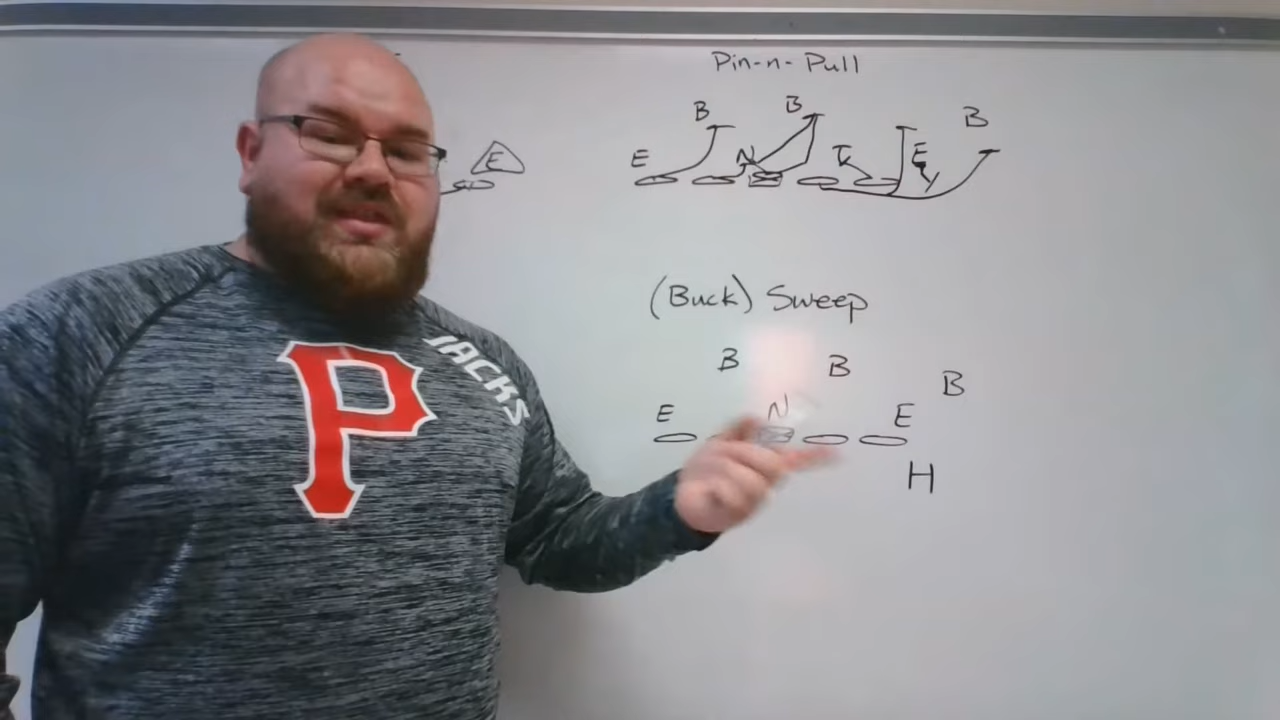 Pin-n-Pull
B B B
E N T E
E
Y
(Buck) Sweep
B B B
E N E
H
P
JACKS